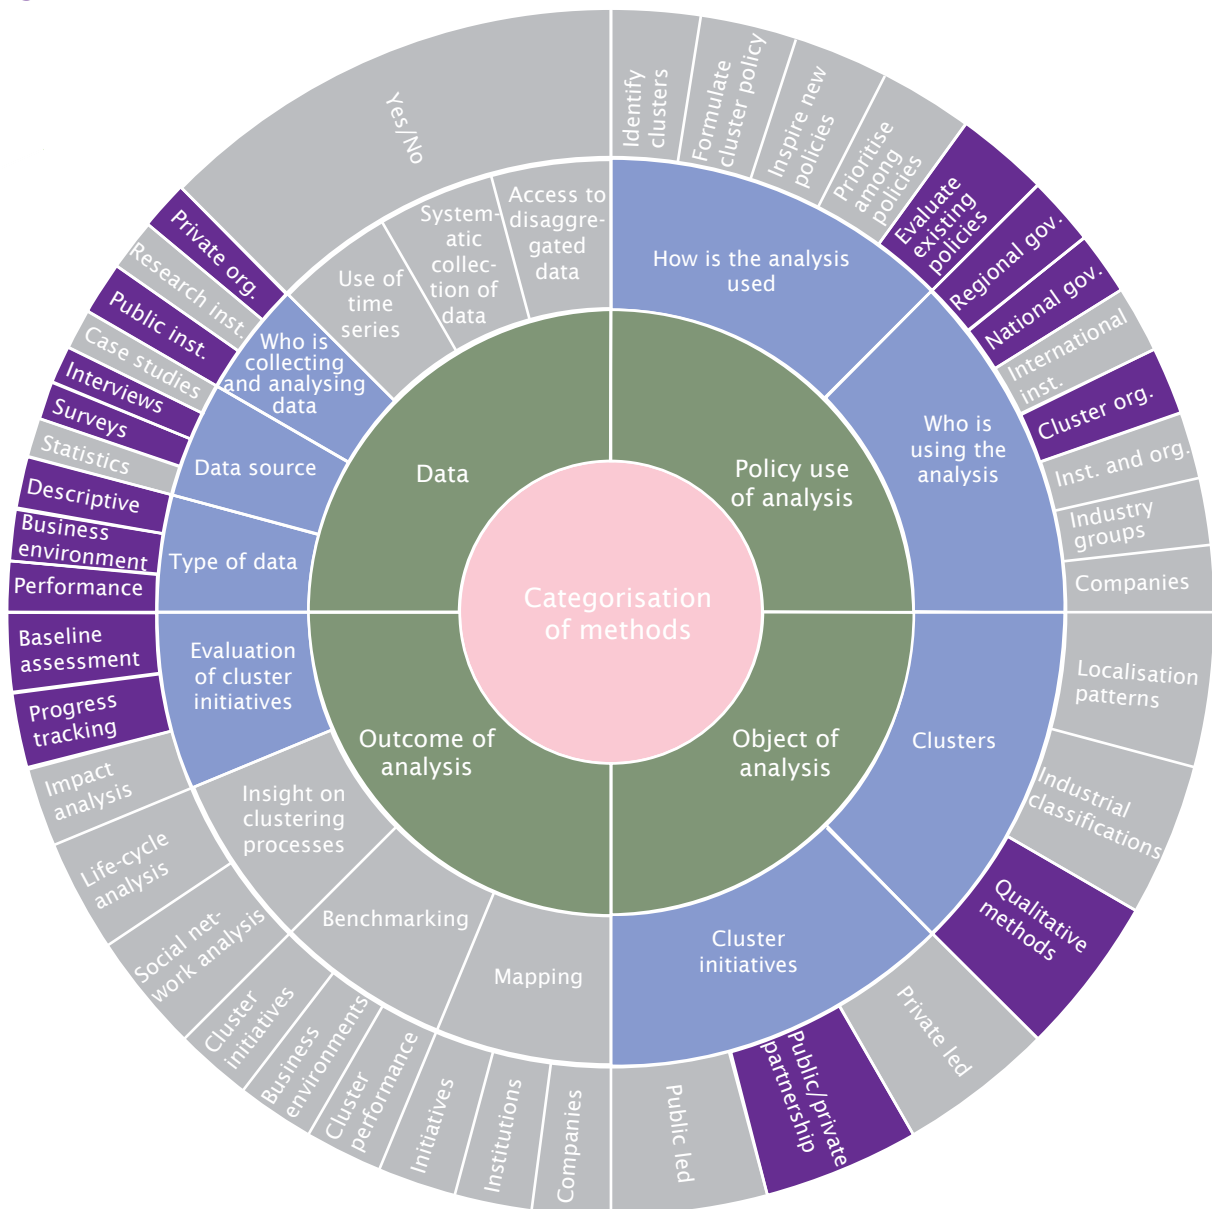 Categorisation
of methods
Policy use
of analysis
How is the analysis
used
Identify
clusters
Formulate
cluster policy
Inspire new
policies
Prioritise
among
policies
Evaluate
existing
policies
Who is
using the
analysis
Regional gov.
National gov.
International
inst.
Cluster org.
Inst. and org.
Industry
groups
Companies
Object of
analysis
Clusters
Localisation
patterns
Industrial
classifications
Qualitative
methods
Cluster
initiatives
Private led
Public/private
partnership
Public led
Outcome of
analysis
Mapping
Companies
Institutions
Initiatives
Benchmarking
Cluster
performance
Business
environments
Cluster
initiatives
Insight on
clustering
processes
Social net-
work analysis
Life-cycle
analysis
Impact
analysis
Evaluation
of cluster
initiatives
Progress
tracking
Baseline
assessment
Data
Type of data
Performance
Business
environment
Descriptive
Data source
Statistics
Surveys
Interviews
Case studies
Who is
collecting
and analysing
data
Public inst.
Research inst.
Private org.
Use of
time
series
System-
atic
collec-
tion of
data
Access to
disaggre-
gated
data
Yes/No